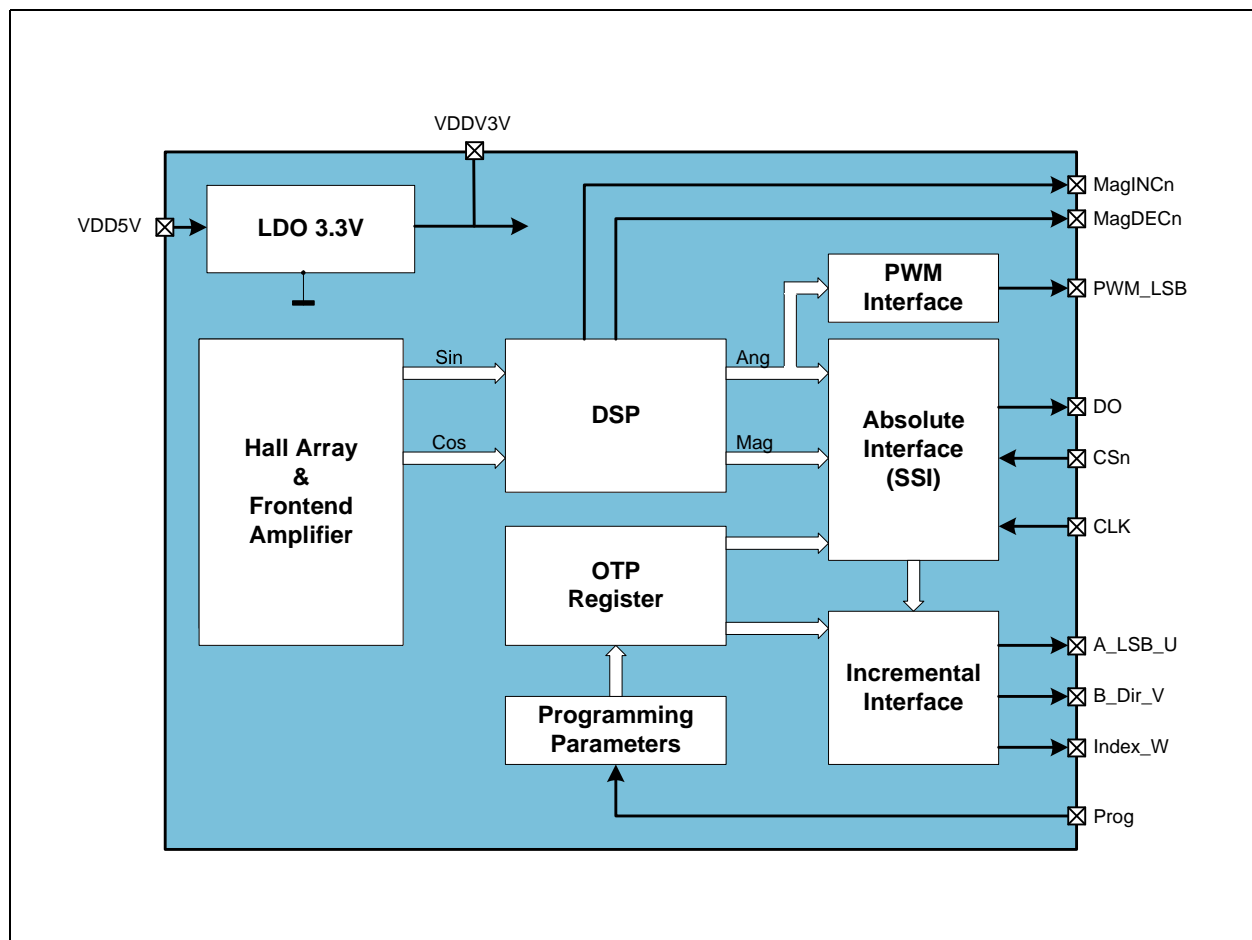 VDDV3V
VDD5V
LDO 3.3V
MagINCn
MagDECn
PWM
Interface
PWM_LSB
Hall Array
&
Frontend
Amplifier
Sin
Cos
DSP
Ang
Mag
Absolute
Interface
(SSI)
DO
CSn
CLK
OTP
Register
Programming
Parameters
Incremental
Interface
A_LSB_U
B_Dir_V
Index_W
Prog